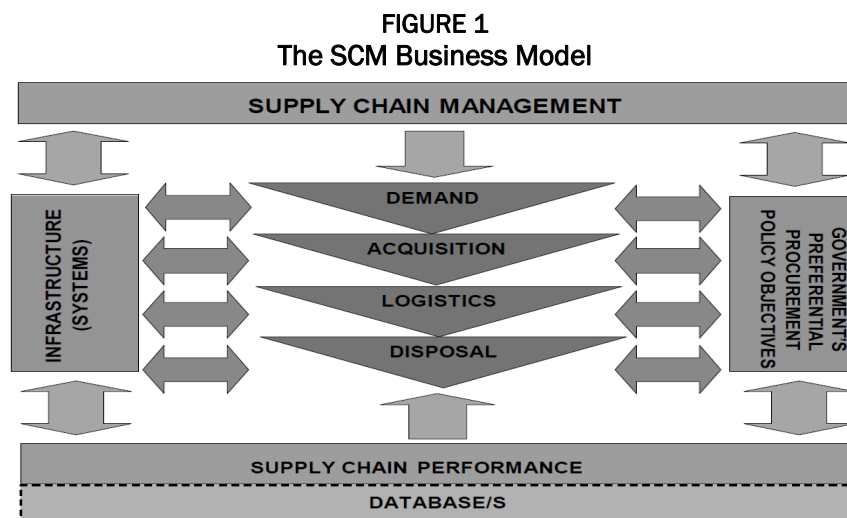 FIGURE 1
The SCM Business Model
SUPPLY CHAIN MANAGEMENT
INFRASTRUCTURE
(SYSTEMS)
DEMAND
ACQUISITION
LOGISTICS
DISPOSAL
GOVERNMENT'S
PREFERENTIAL
PROCUREMENT
POLICY OBJECTIVES
SUPPLY CHAIN PERFORMANCE
DATABASE/S